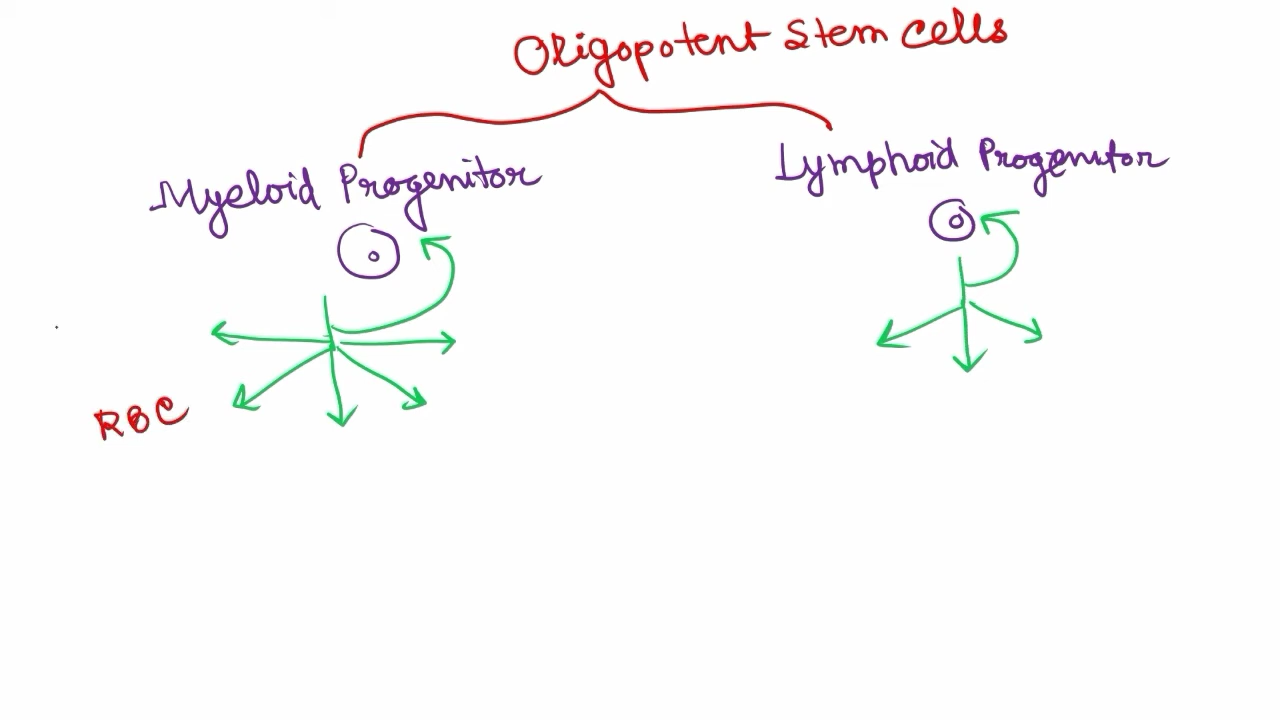 Oligopotent Stem cells
Myeloid Progenitor
Lymphoid Progenitor
RBC